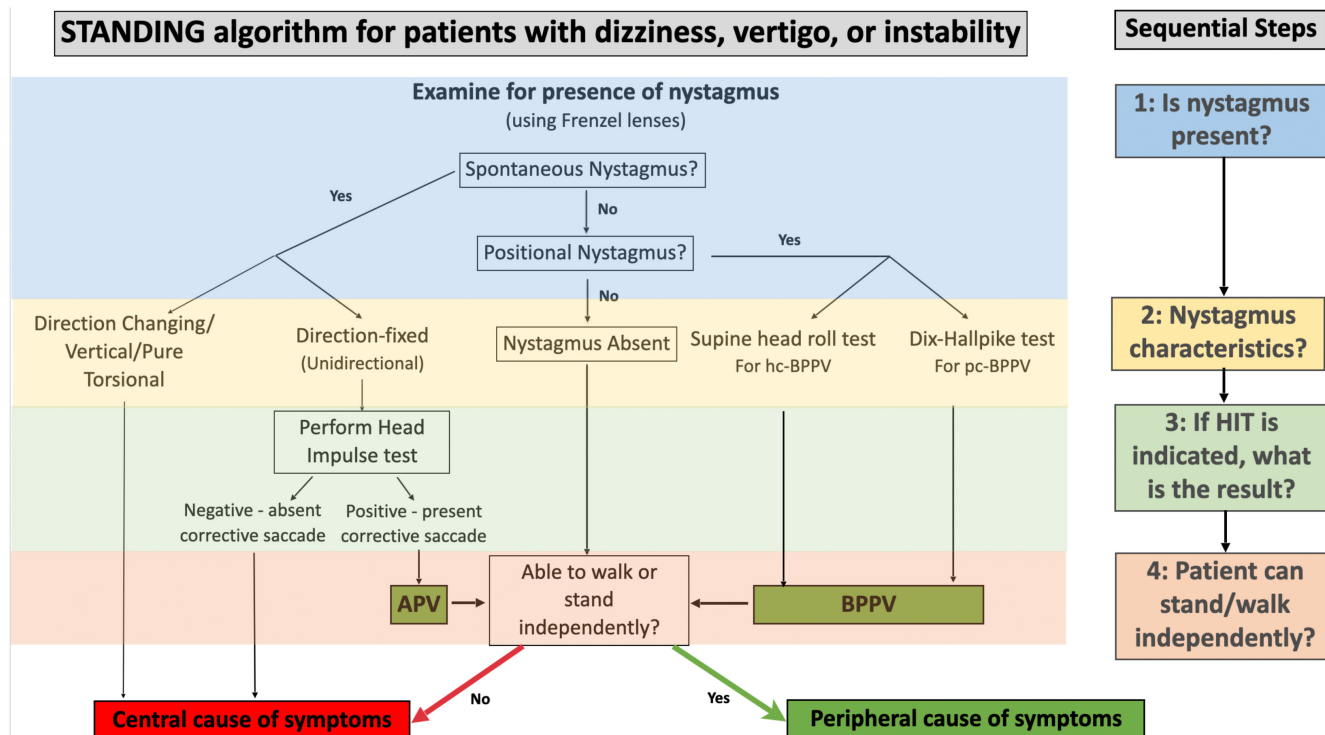 STANDING algorithm for patients with dizziness, vertigo, or instability
Sequential Steps
Examine for presence of nystagmus
(using Frenzel lenses)
Spontaneous Nystagmus?
Yes
No
Positional Nystagmus?
Yes
No
Direction Changing/
Vertical/Pure
Torsional
Direction-fixed
(Unidirectional)
Nystagmus Absent
Supine head roll test
For hc-BPPV
Dix-Hallpike test
For pc-BPPV
Perform Head
Impulse test
Negative - absent
corrective saccade
Positive - present
corrective saccade
APV
Able to walk or
stand
independently?
BPPV
No
Yes
Central cause of symptoms
Peripheral cause of symptoms
1: Is nystagmus
present?
2: Nystagmus
characteristics?
3: If HIT is
indicated, what
is the result?
4: Patient can
stand/walk
independently?